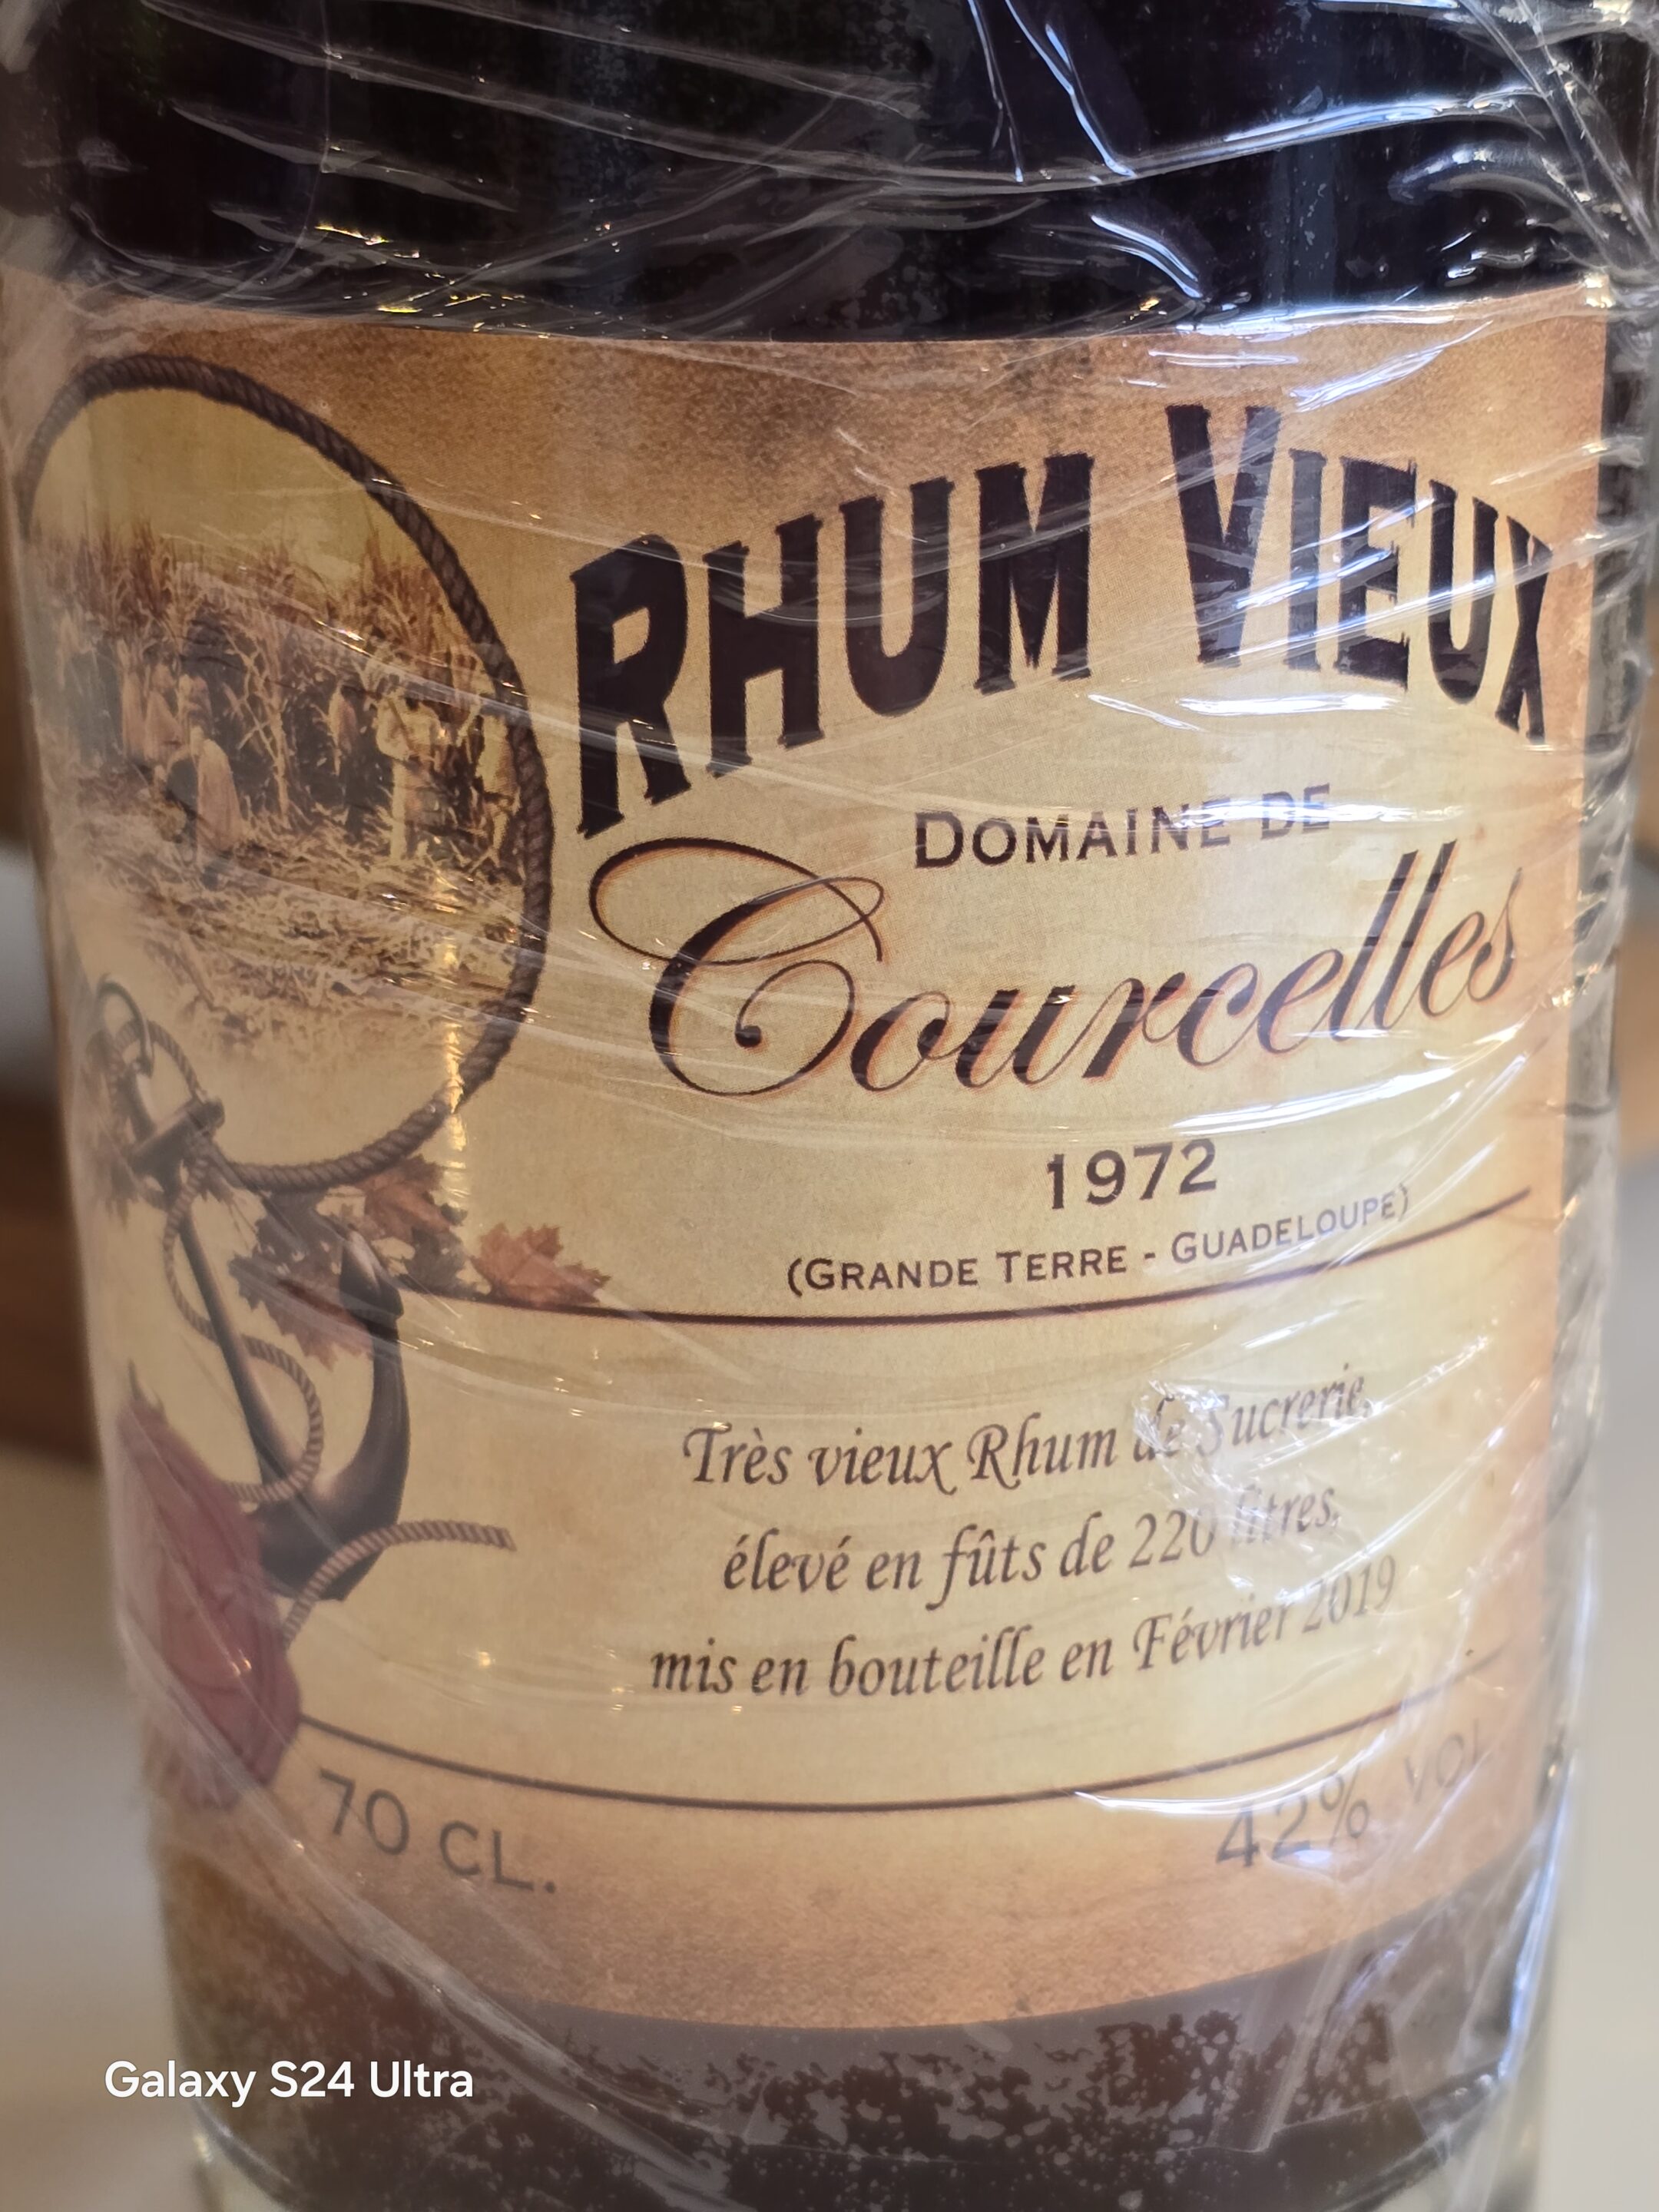 RHUM VIEUX
DOMAINE DE
Courcelles
1972
(GRANDE TERRE - GUADELOUPE)
Très vieux Rhum de Sucrerie,
élevé en fûts de 220 litres,
mis en bouteille en Février 2019
70 CL.
42% VOL
Galaxy S24 Ultra